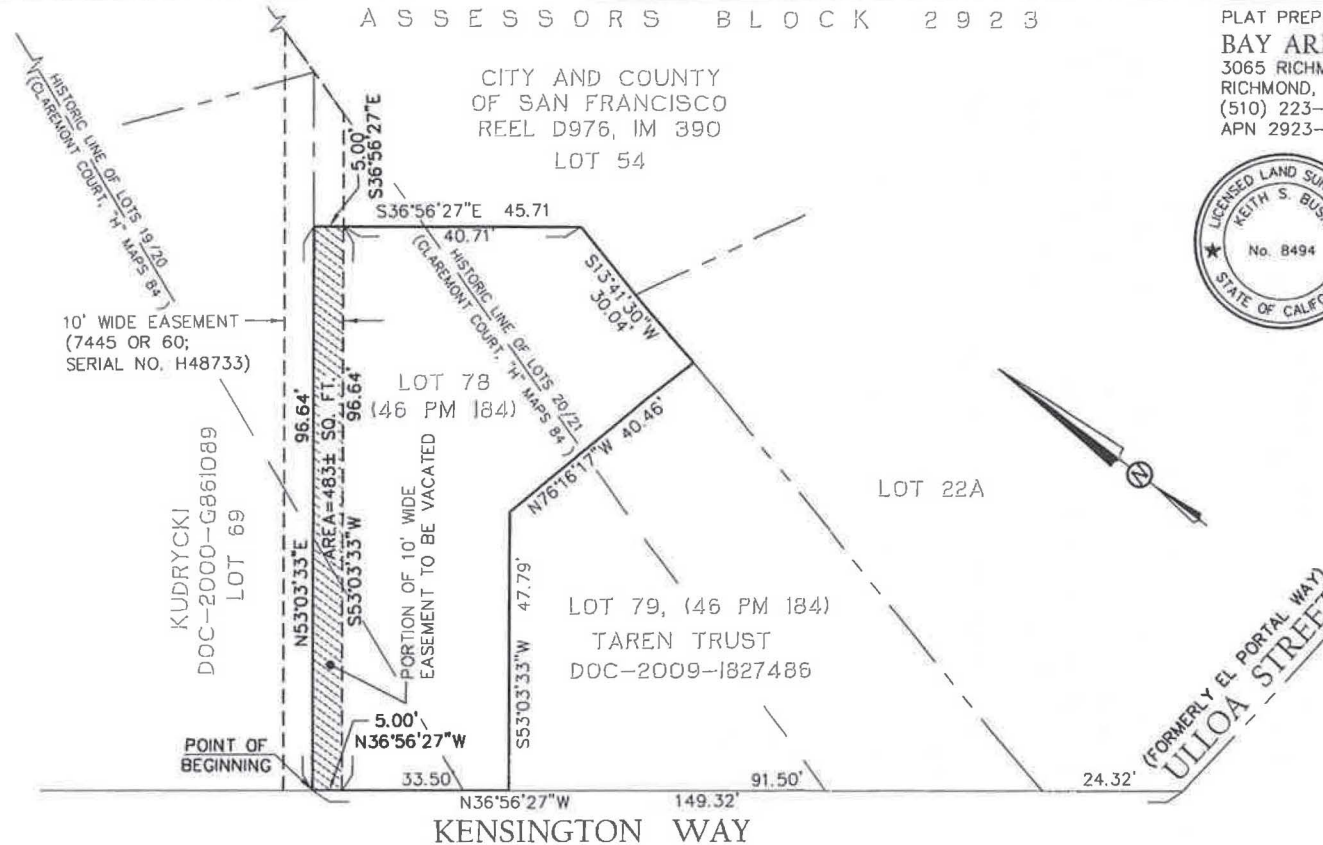 ASSESSORS BLOCK 2923
PLAT PREP
BAY AR
3065 RICHM
RICHMOND,
(510) 223-
APN 2923-
LICENSED LAND SUR
KEITH S. BUS
No. 8494
STATE OF CALIFO
CITY AND COUNTY
OF SAN FRANCISCO
REEL D976, IM 390
LOT 54
HISTORIC LINE OF LOTS 19/20
(CLAREMONT COURT, "H" MAPS 84 )
5.00'
S36°56'27"E
S36°56'27"E 45.71
40.71'
HISTORIC LINE OF LOTS 20/21
(CLAREMONT COURT, "H" MAPS 84 )
S13°41'30"W
30.04'
10' WIDE EASEMENT
(7445 OR 60;
SERIAL NO. H48733)
96.64'
N53°03'33"E
AREA=483± SQ. FT.
96.64'
S53°03'33"W
LOT 78
(46 PM 184)
PORTION OF 10' WIDE
EASEMENT TO BE VACATED
N76°16'17"W 40.46'
KUDRYCKI
DOC-2000-G861089
LOT 69
LOT 22A
N
S53°03'33"W 47.79'
LOT 79, (46 PM 184)
TAREN TRUST
DOC-2009-I827486
5.00'
N36°56'27"W
POINT OF
BEGINNING
33.50'
91.50'
24.32'
N36°56'27"W 149.32'
(FORMERLY EL PORTAL WAY)
ULLOA STREET
KENSINGTON WAY